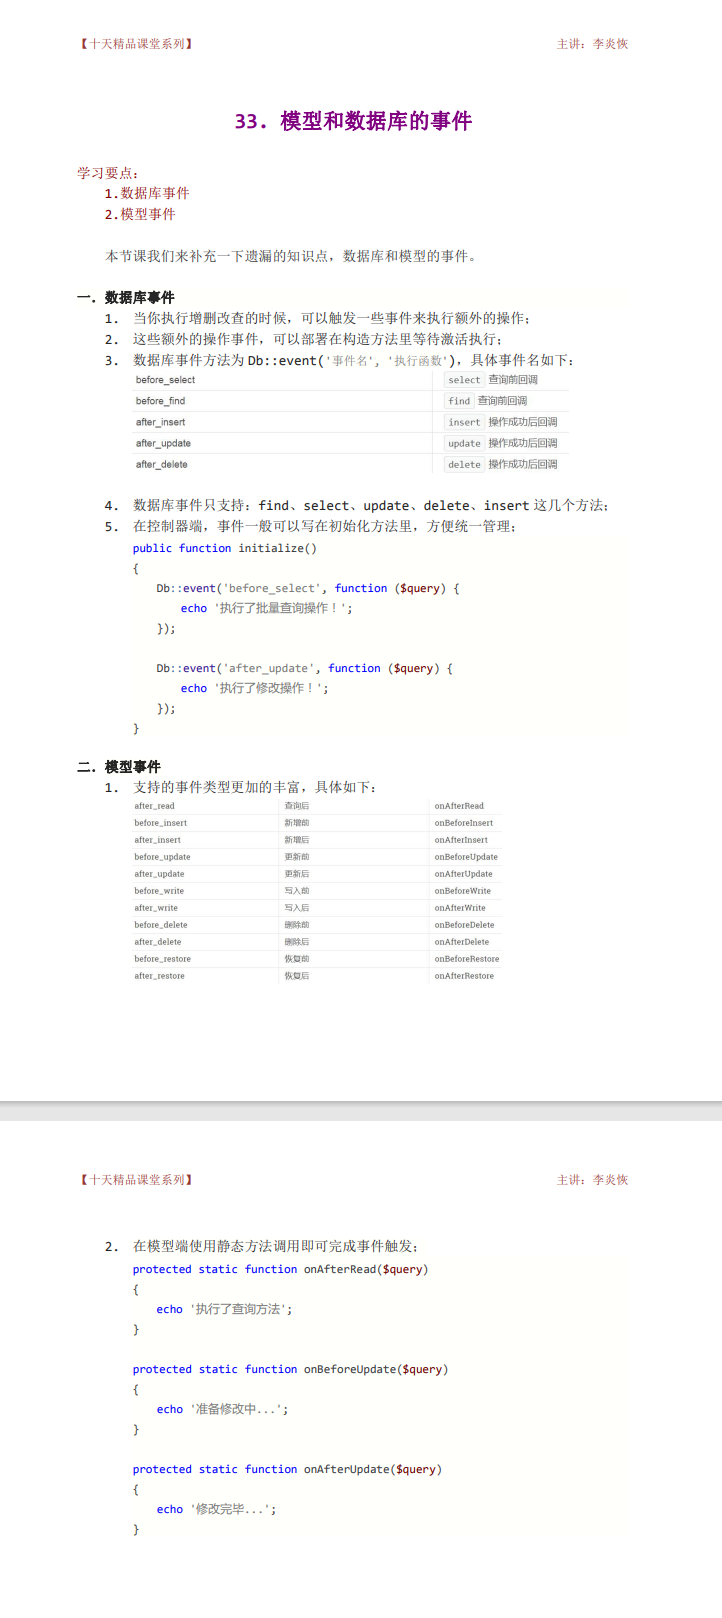 【十天精品课堂系列】 主讲：李炎恢
33．模型和数据库的事件
学习要点：
1.数据库事件
2.模型事件
本节课我们来补充一下遗漏的知识点，数据库和模型的事件。
一．数据库事件
1. 当你执行增删改查的时候，可以触发一些事件来执行额外的操作；
2. 这些额外的操作事件，可以部署在构造方法里等待激活执行；
3. 数据库事件方法为 Db::event('事件名', '执行函数')，具体事件名如下：
before_select select 查询前回调
before_find find 查询前回调
after_insert insert 操作成功后回调
after_update update 操作成功后回调
after_delete delete 操作成功后回调
4. 数据库事件只支持：find、select、update、delete、insert 这几个方法；
5. 在控制器端，事件一般可以写在初始化方法里，方便统一管理；
public function initialize()
{
Db::event('before_select', function ($query) {
echo '执行了批量查询操作！';
});
Db::event('after_update', function ($query) {
echo '执行了修改操作！';
});
}
二．模型事件
1. 支持的事件类型更加的丰富，具体如下：
after_read 查询后 onAfterRead
before_insert 新增前 onBeforeInsert
after_insert 新增后 onAfterInsert
before_update 更新前 onBeforeUpdate
after_update 更新后 onAfterUpdate
before_write 写入前 onBeforeWrite
after_write 写入后 onAfterWrite
before_delete 删除前 onBeforeDelete
after_delete 删除后 onAfterDelete
before_restore 恢复前 onBeforeRestore
after_restore 恢复后 onAfterRestore
【十天精品课堂系列】 主讲：李炎恢
2. 在模型端使用静态方法调用即可完成事件触发；
protected static function onAfterRead($query)
{
echo '执行了查询方法';
}
protected static function onBeforeUpdate($query)
{
echo '准备修改中...';
}
protected static function onAfterUpdate($query)
{
echo '修改完毕...';
}